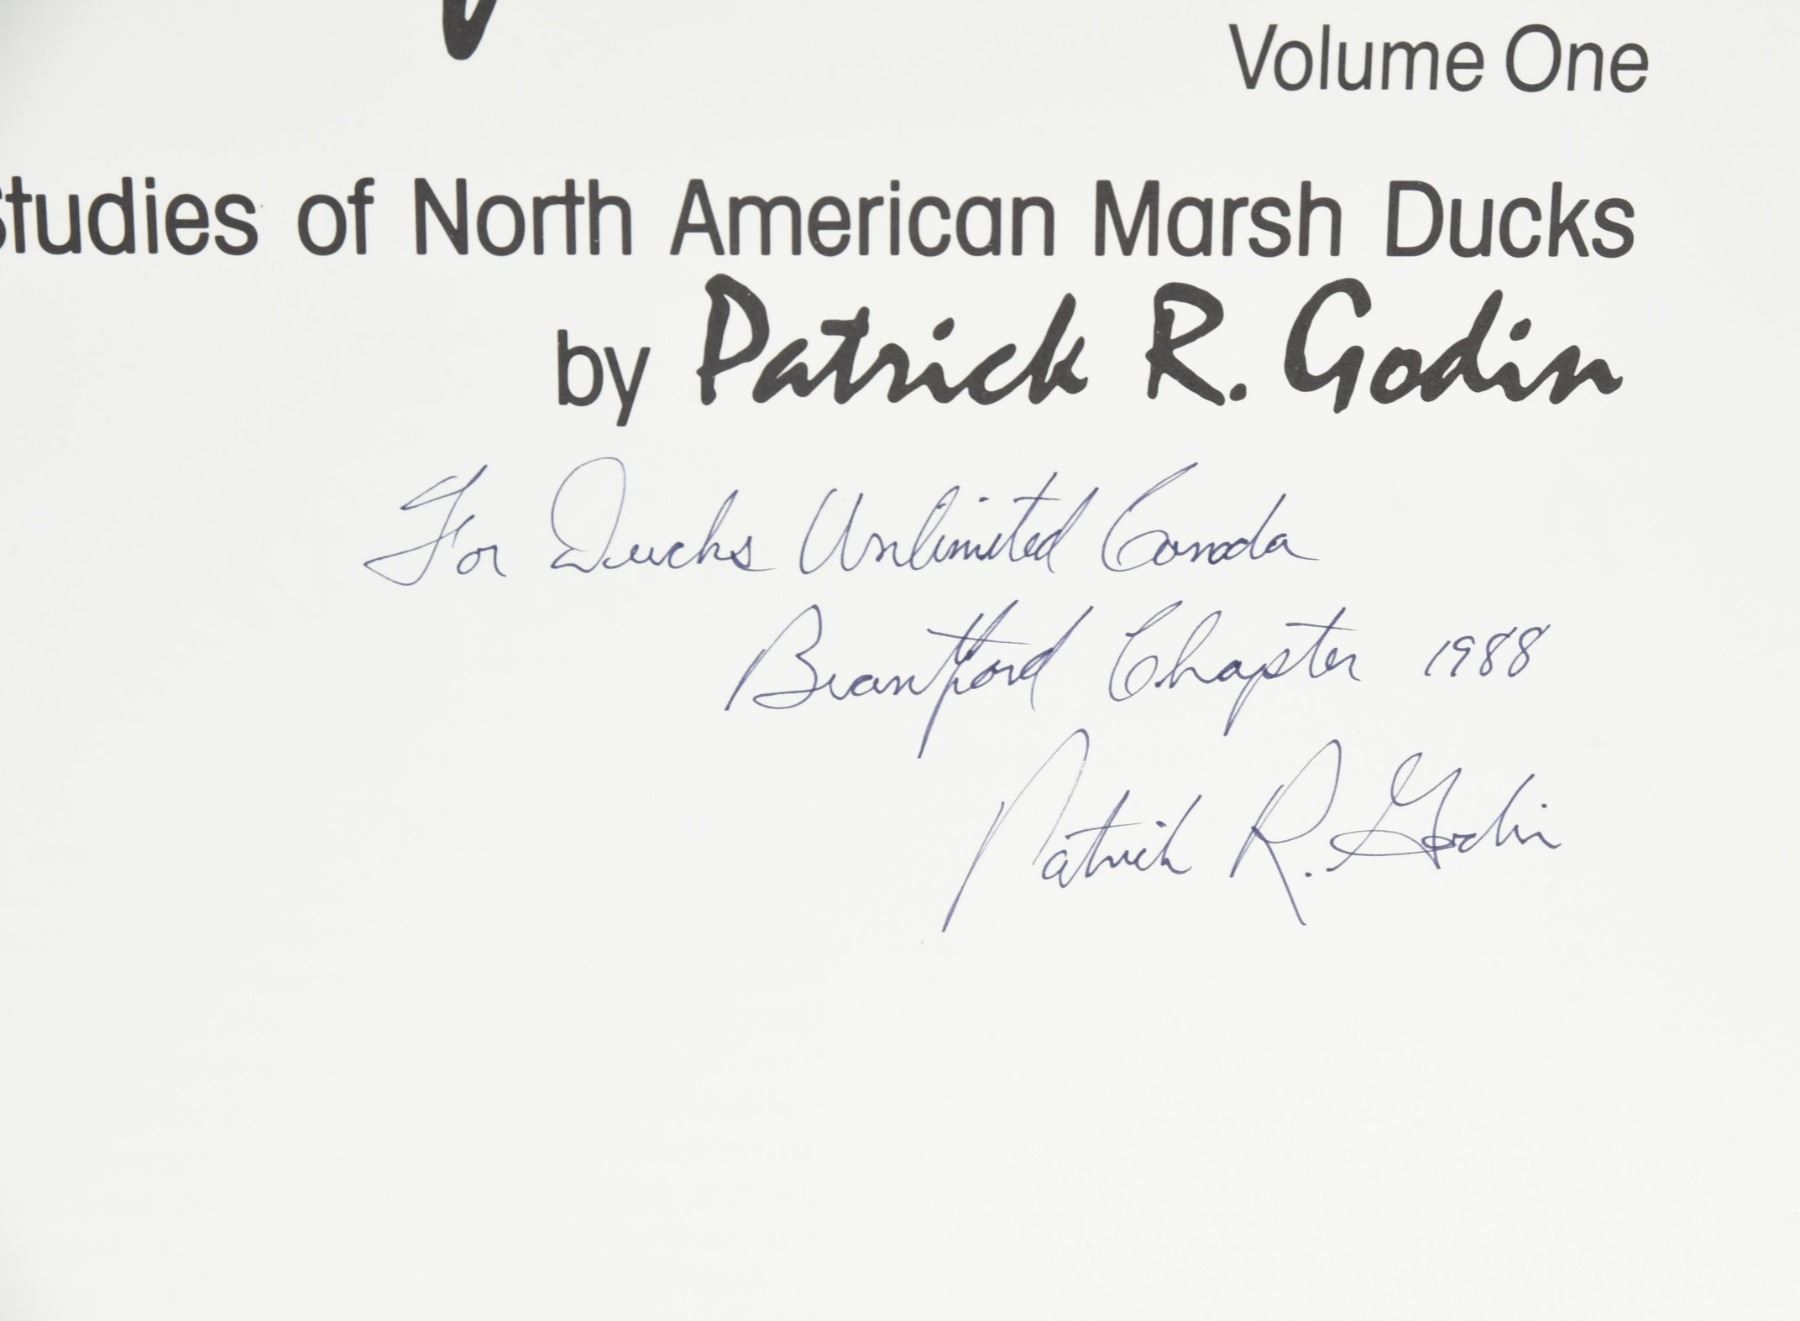 Volume One
Studies of North American Marsh Ducks
by Patrick R. Godin
For Ducks Unlimited Canada
Brantford Chapter 1988
Patrick R. Godin